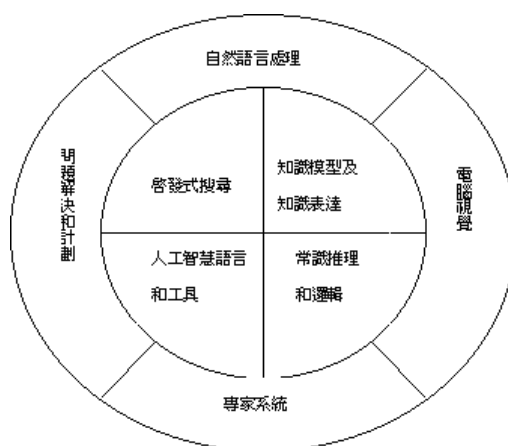 自然語言處理
問題解決和計劃
電腦視覺
啓發式搜尋
知識模型及
知識表達
人工智慧語言
和工具
常識推理
和邏輯
專家系統